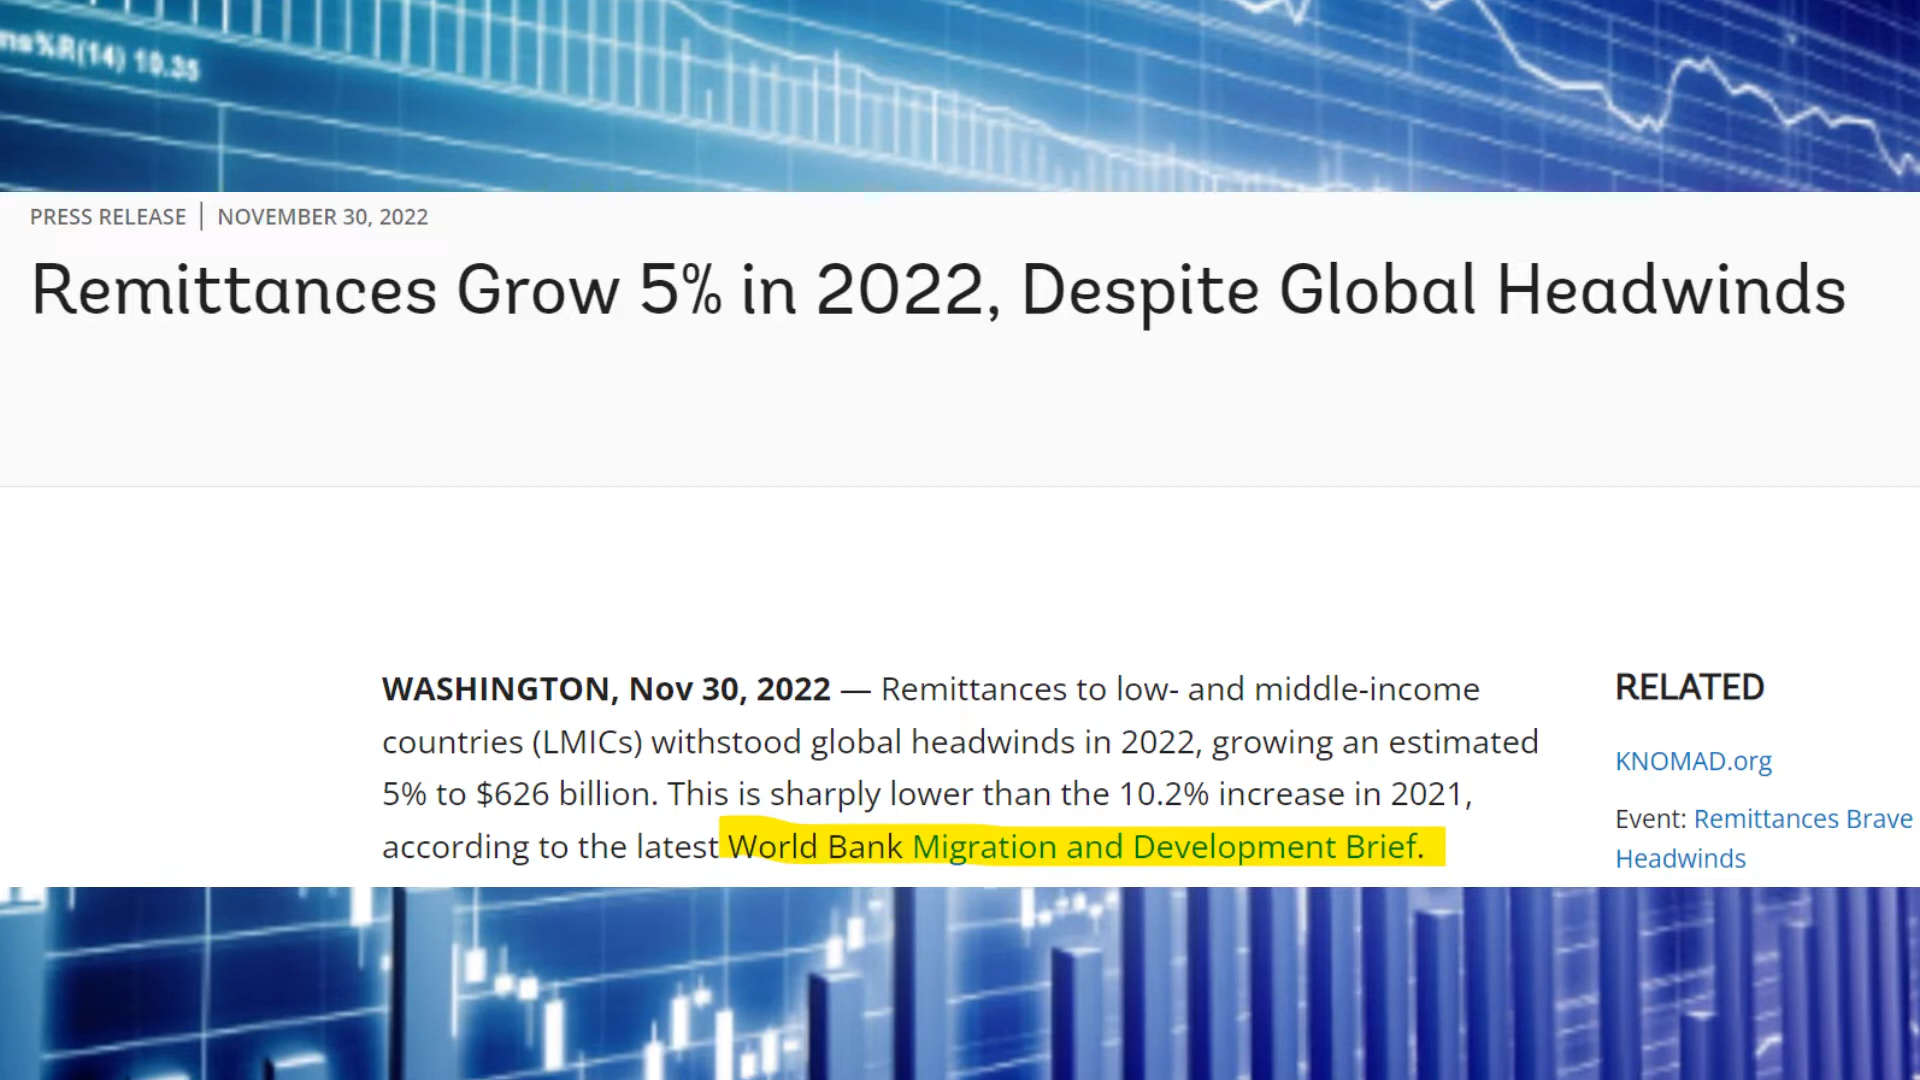 %R(14) 10.35
PRESS RELEASE | NOVEMBER 30, 2022
Remittances Grow 5% in 2022, Despite Global Headwinds
WASHINGTON, Nov 30, 2022 — Remittances to low- and middle-income
countries (LMICs) withstood global headwinds in 2022, growing an estimated
5% to $626 billion. This is sharply lower than the 10.2% increase in 2021,
according to the latest World Bank Migration and Development Brief.
RELATED
KNOMAD.org
Event: Remittances Brave
Headwinds